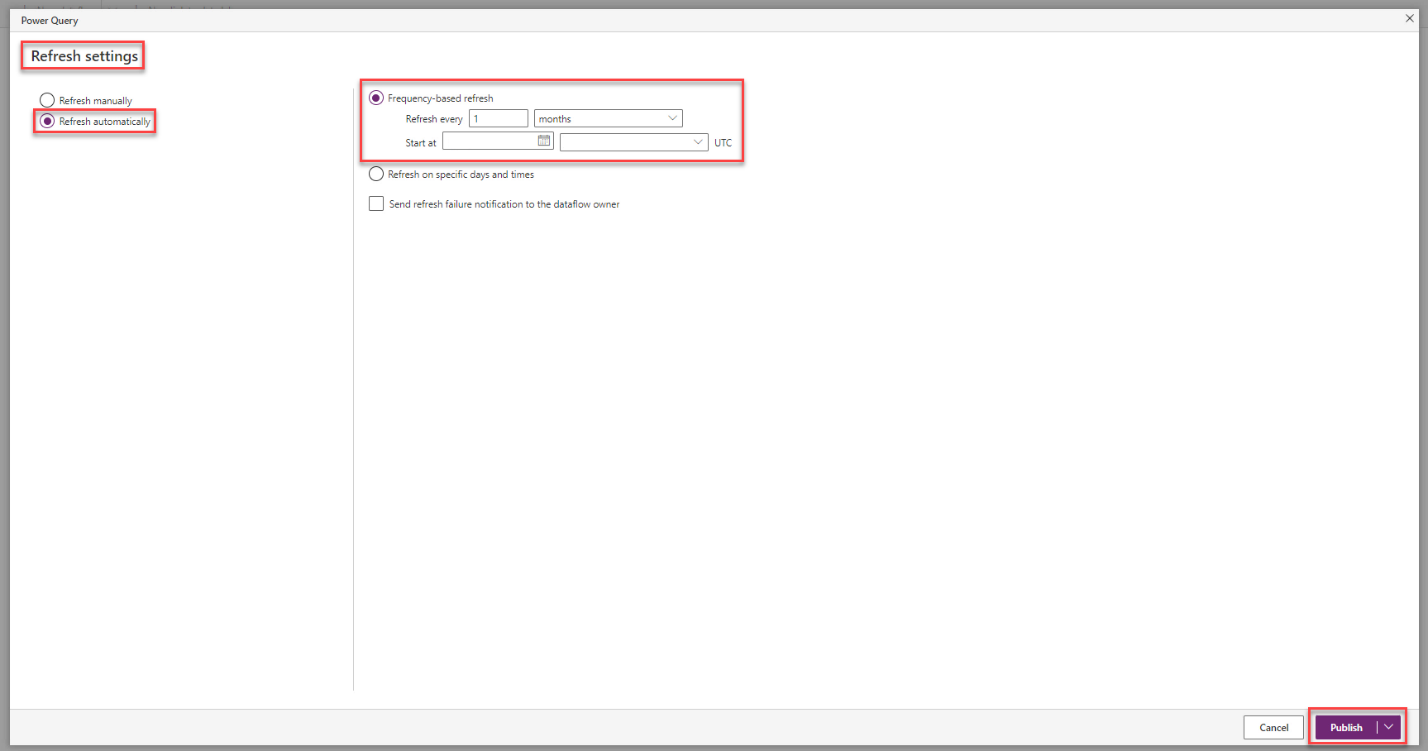 Power Query
Refresh settings
Refresh manually
Refresh automatically
Frequency-based refresh
Refresh every 1 months
Start at UTC
Refresh on specific days and times
Send refresh failure notification to the dataflow owner
Cancel Publish